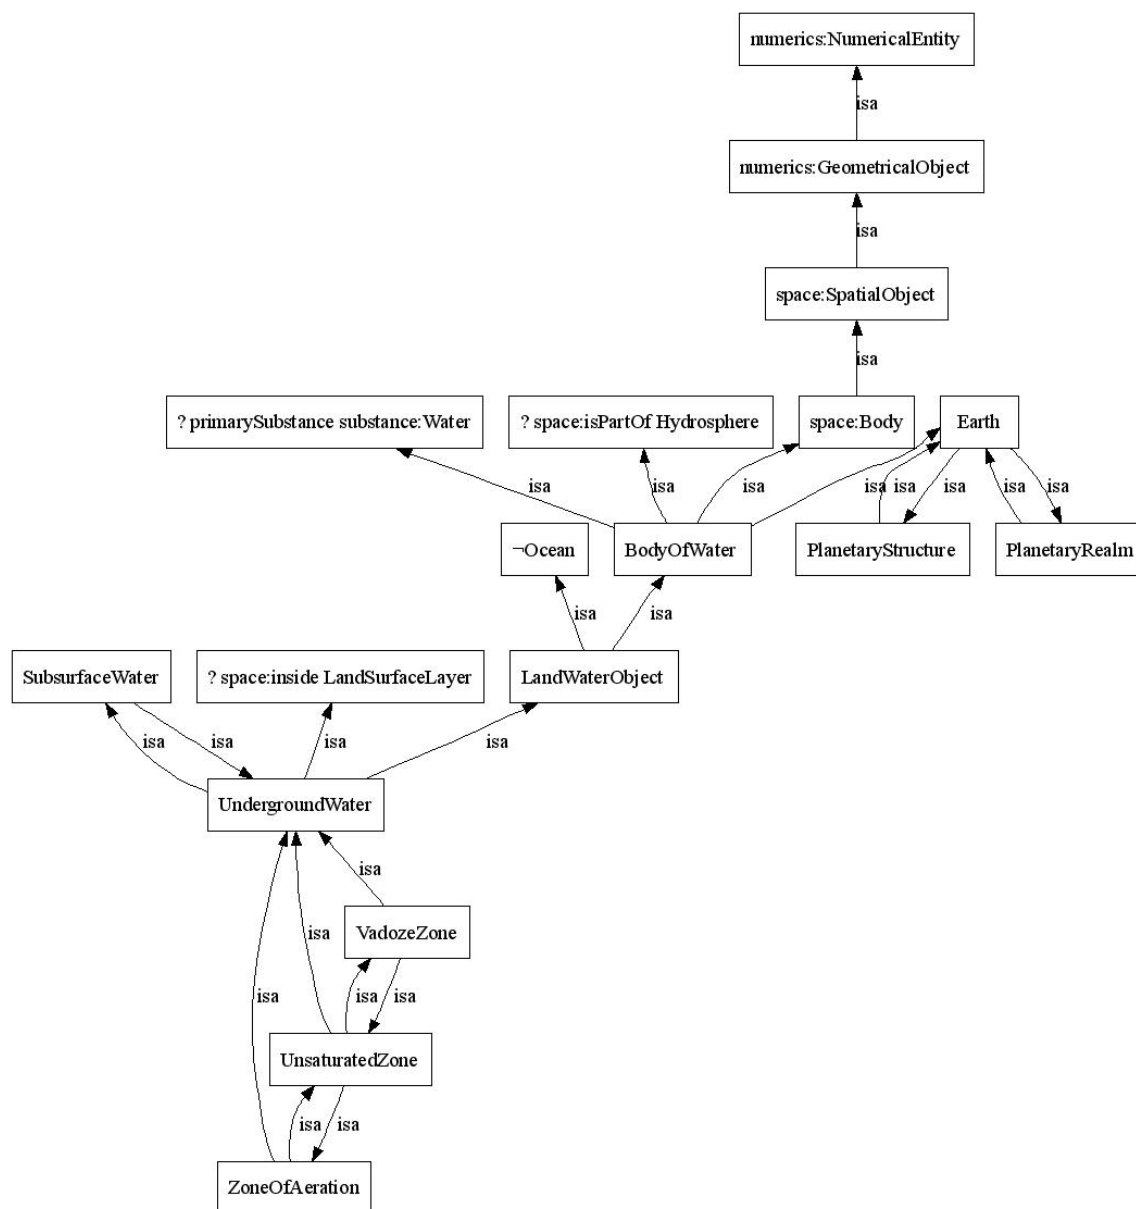 numerics:NumericalEntity
isa
numerics:GeometricalObject
isa
space:SpatialObject
isa
? primarySubstance substance:Water
? space:isPartOf Hydrosphere
space:Body
Earth
isa
isa
isa
isa
isa
isa
isa
isa
¬Ocean
BodyOfWater
PlanetaryStructure
PlanetaryRealm
isa
isa
SubsurfaceWater
? space:inside LandSurfaceLayer
LandWaterObject
isa
isa
isa
isa
UndergroundWater
isa
isa
VadozeZone
isa
isa
isa
UnsaturatedZone
isa
isa
ZoneOfAeration